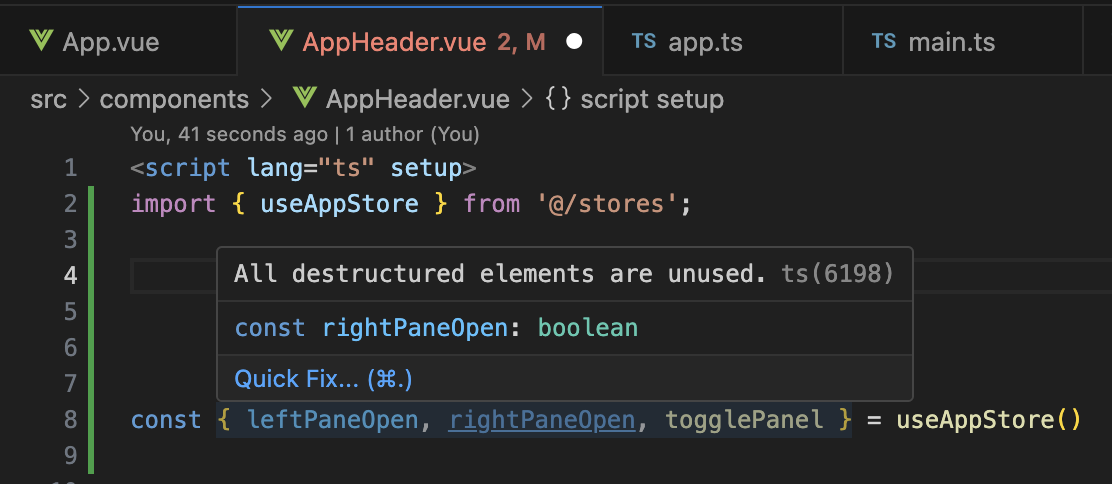 App.vue
AppHeader.vue 2, M
TS app.ts
TS main.ts
src > components > AppHeader.vue > {} script setup
You, 41 seconds ago | 1 author (You)
1 <script lang="ts" setup>
2 import { useAppStore } from '@/stores';
3
4
All destructured elements are unused. ts(6198)
const rightPaneOpen: boolean
Quick Fix... (⌘.)
5
6
7
8 const { leftPaneOpen, rightPaneOpen, togglePanel } = useAppStore()
9